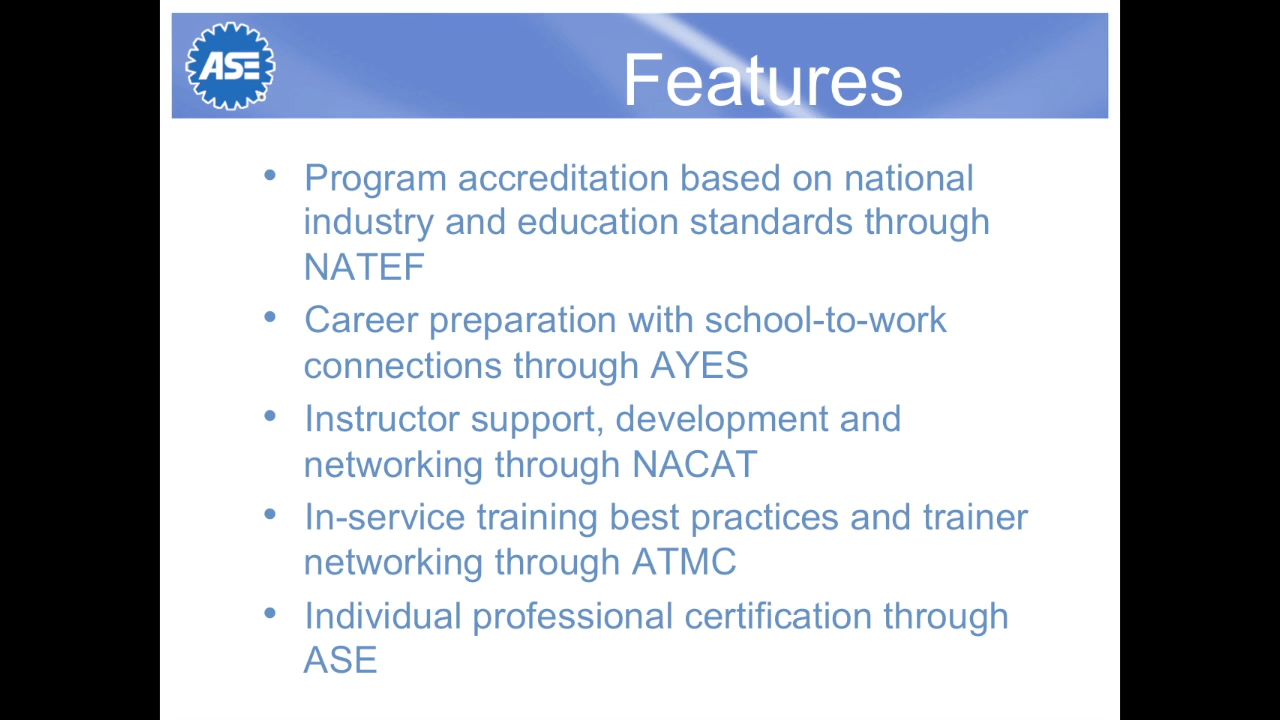 ASE
Features
• Program accreditation based on national
industry and education standards through
NATEF
• Career preparation with school-to-work
connections through AYES
• Instructor support, development and
networking through NACAT
• In-service training best practices and trainer
networking through ATMC
• Individual professional certification through
ASE